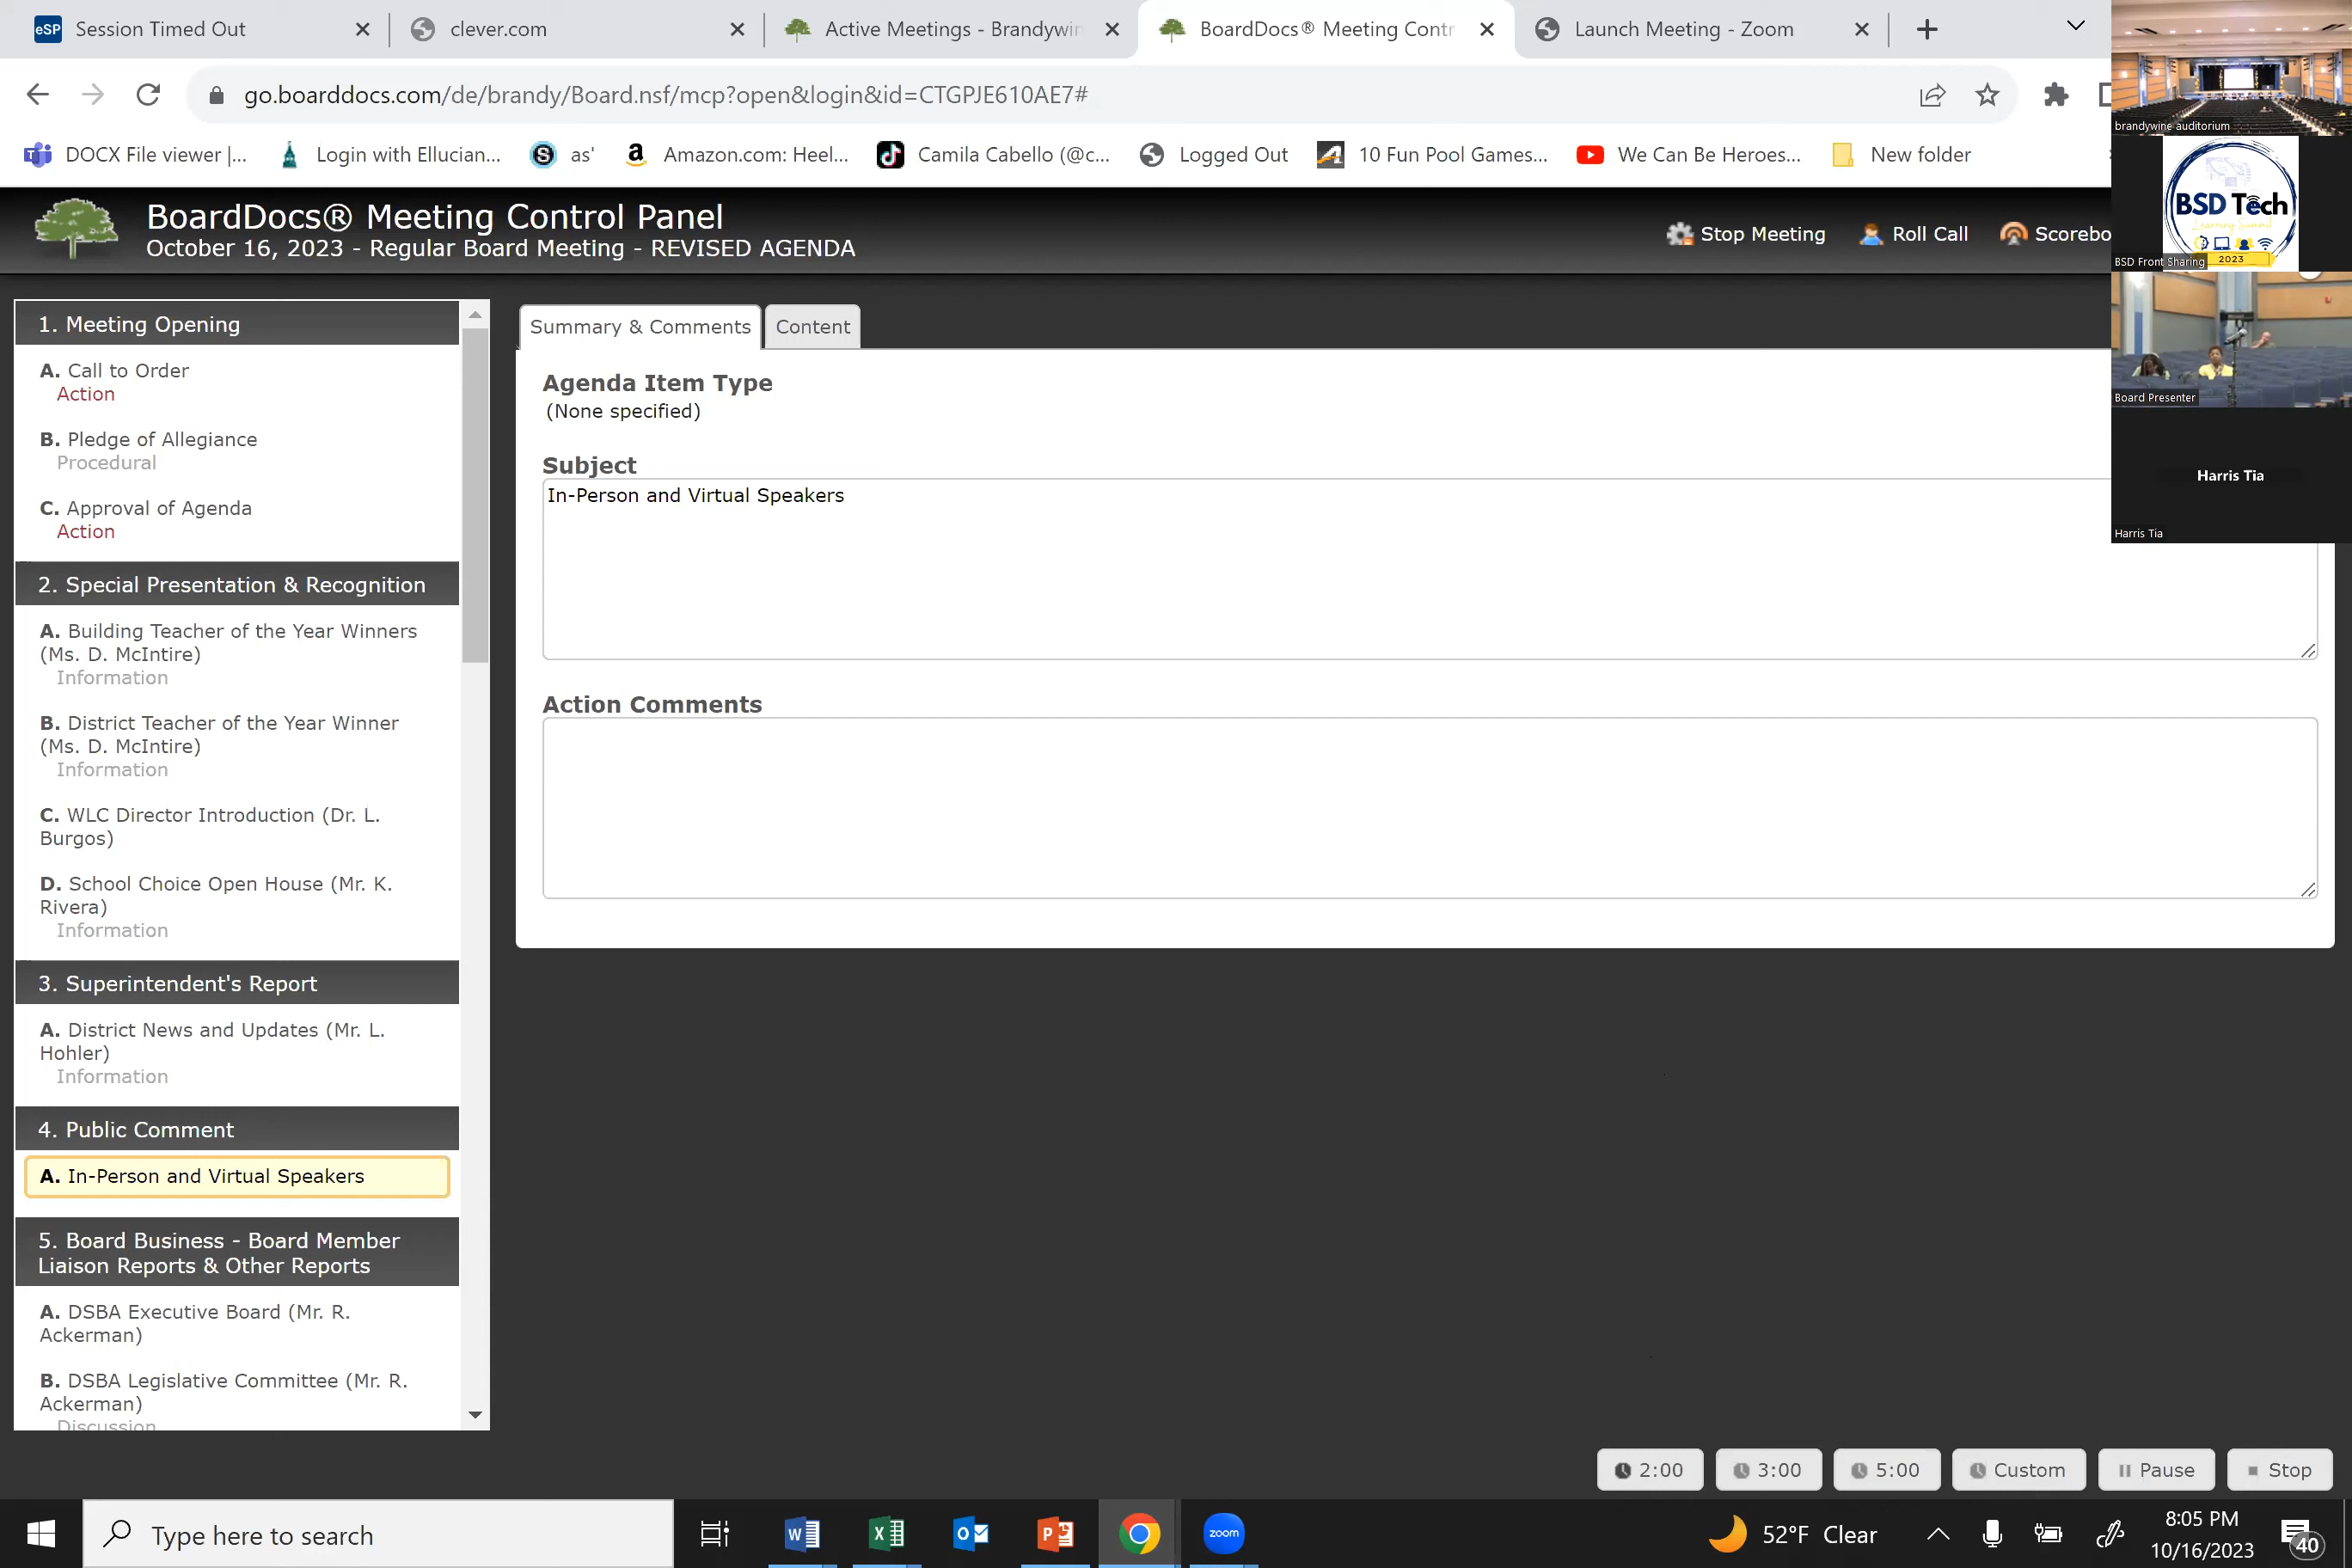 eSP Session Timed Out
clever.com
Active Meetings - Brandywin
BoardDocs® Meeting Contr
Launch Meeting - Zoom
go.boarddocs.com/de/brandy/Board.nsf/mcp?open&login&id=CTGPJE610AE7#
DOCX File viewer |...
Login with Ellucian...
as'
Amazon.com: Heel...
Camila Cabello (@c...
Logged Out
10 Fun Pool Games...
We Can Be Heroes...
New folder
brandywine auditorium
BSD Tech
Learning Summit
2023
BSD Front Sharing
Board Presenter
Harris Tia
Harris Tia
BoardDocs® Meeting Control Panel
October 16, 2023 - Regular Board Meeting - REVISED AGENDA
Stop Meeting
Roll Call
Scorebo
1. Meeting Opening
A. Call to Order
Action
B. Pledge of Allegiance
Procedural
C. Approval of Agenda
Action
2. Special Presentation & Recognition
A. Building Teacher of the Year Winners
(Ms. D. McIntire)
Information
B. District Teacher of the Year Winner
(Ms. D. McIntire)
Information
C. WLC Director Introduction (Dr. L.
Burgos)
D. School Choice Open House (Mr. K.
Rivera)
Information
3. Superintendent's Report
A. District News and Updates (Mr. L.
Hohler)
Information
4. Public Comment
A. In-Person and Virtual Speakers
5. Board Business - Board Member
Liaison Reports & Other Reports
A. DSBA Executive Board (Mr. R.
Ackerman)
B. DSBA Legislative Committee (Mr. R.
Ackerman)
Discussion
Summary & Comments
Content
Agenda Item Type
(None specified)
Subject
In-Person and Virtual Speakers
Action Comments
2:00
3:00
5:00
Custom
Pause
Stop
Type here to search
zoom
52°F Clear
8:05 PM
10/16/2023
40